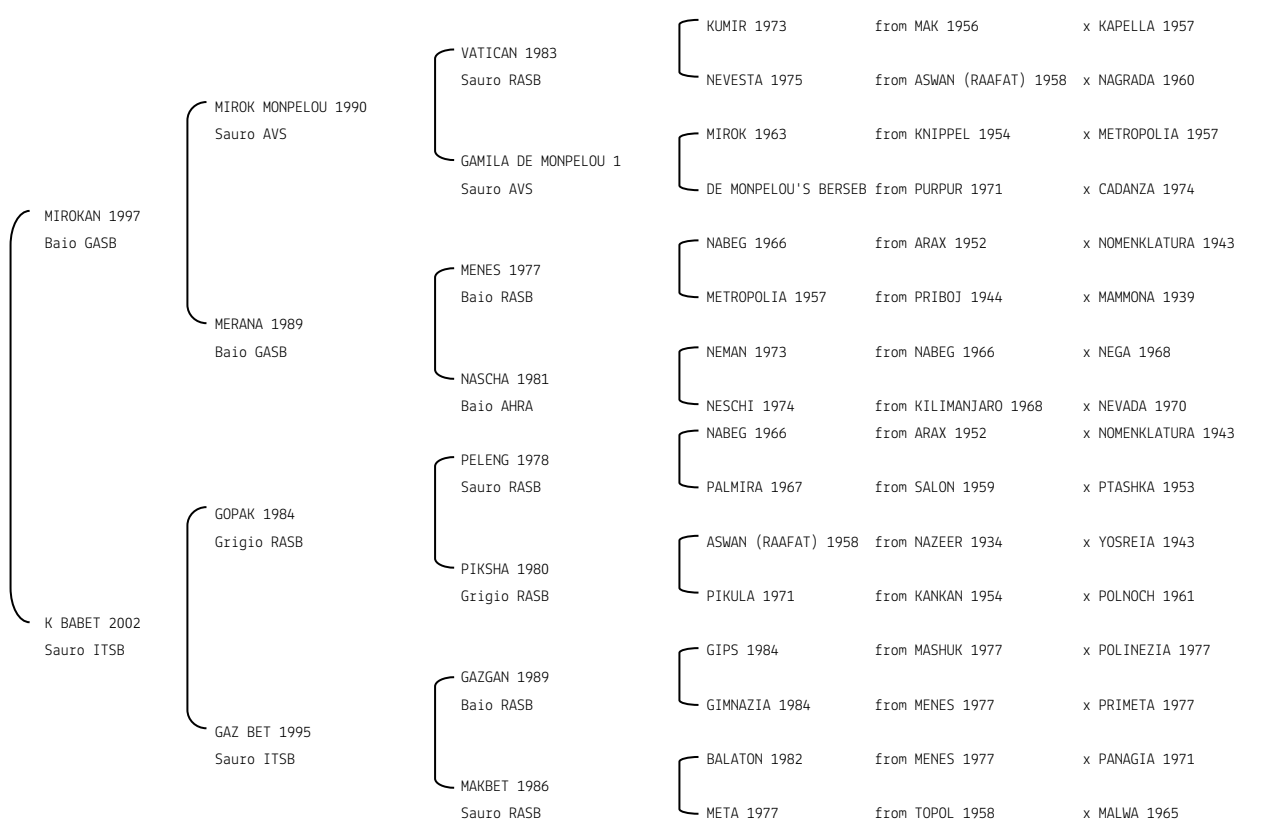 KUMIR 1973 from MAK 1956 x KAPELLA 1957
VATICAN 1983
Sauro RASB NEVESTA 1975 from ASWAN (RAAFAT) 1958 x NAGRADA 1960
MIROK MONPELOU 1990
Sauro AVS MIROK 1963 from KNIPPEL 1954 x METROPOLIA 1957
GAMILA DE MONPELOU 1
Sauro AVS DE MONPELOU'S BERSEB from PURPUR 1971 x CADANZA 1974
MIROKAN 1997
Baio GASB NABEG 1966 from ARAX 1952 x NOMENKLATURA 1943
MENES 1977
Baio RASB METROPOLIA 1957 from PRIBOJ 1944 x MAMMONA 1939
MERANA 1989
Baio GASB NEMAN 1973 from NABEG 1966 x NEGA 1968
NASCHA 1981
Baio AHRA NESCHI 1974 from KILIMANJARO 1968 x NEVADA 1970
NABEG 1966 from ARAX 1952 x NOMENKLATURA 1943
PELENG 1978
Sauro RASB PALMIRA 1967 from SALON 1959 x PTASHKA 1953
GOPAK 1984
Grigio RASB ASWAN (RAAFAT) 1958 from NAZEER 1934 x YOSREIA 1943
PIKSHA 1980
Grigio RASB PIKULA 1971 from KANKAN 1954 x POLNOCH 1961
K BABET 2002
Sauro ITSB GIPS 1984 from MASHUK 1977 x POLINEZIA 1977
GAZGAN 1989
Baio RASB GIMNAZIA 1984 from MENES 1977 x PRIMETA 1977
GAZ BET 1995
Sauro ITSB BALATON 1982 from MENES 1977 x PANAGIA 1971
MAKBET 1986
Sauro RASB META 1977 from TOPOL 1958 x MALWA 1965